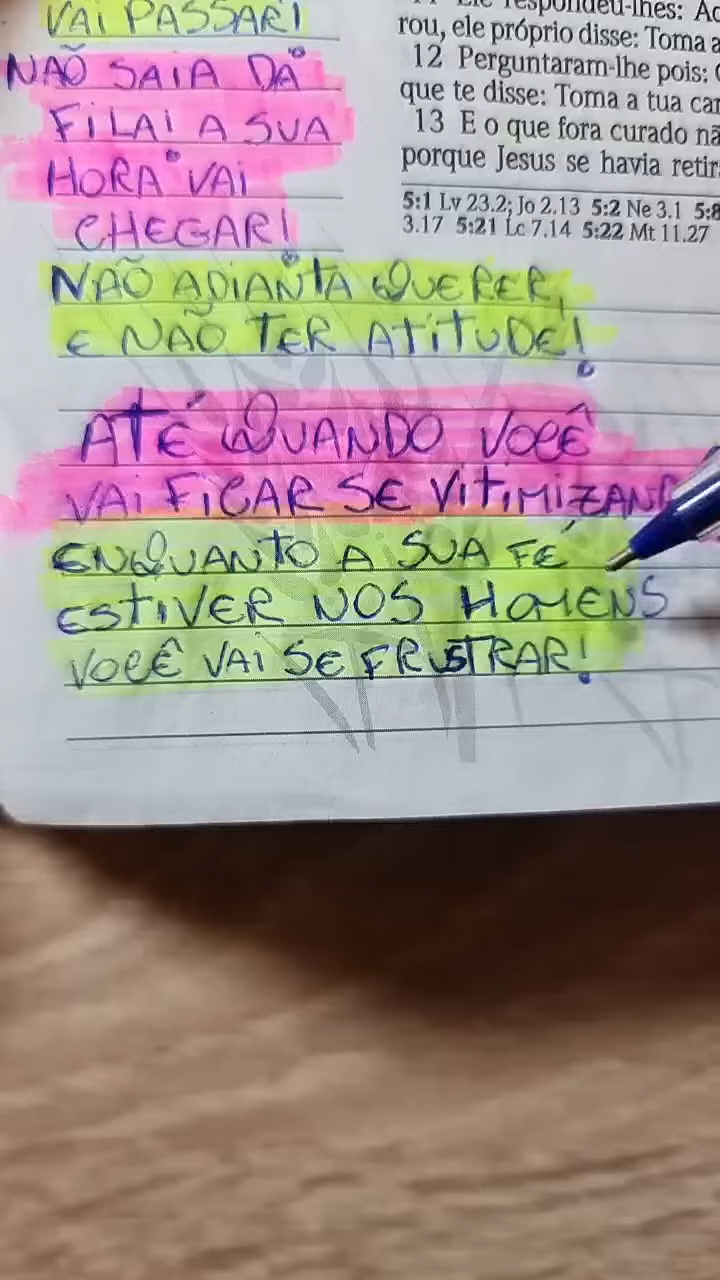 VAI PASSAR!
NÃO SAIA DA
FILA! A SUA
HORA VAI
CHEGAR!
NÃO ADIANTA QUERER,
E NÃO TER ATITUDE!
ATÉ QUANDO VOCÊ
VAI FICAR SE VITIMIZAND
ENQUANTO A SUA FÉ
ESTIVER NOS HOMENS
VOCÊ VAI SE FRUSTRAR!
respondeu-lhes:
rou, ele próprio disse: Toma a
12 Perguntaram-lhe pois:
que te disse: Toma a tua
13 E o que fora curado
porque Jesus se havia retir
5:1 Lv 23.2; Jo 2.13 5:2 Ne 3.1
3.17 5:21 Lc 7.14 5:22 Mt 11.27